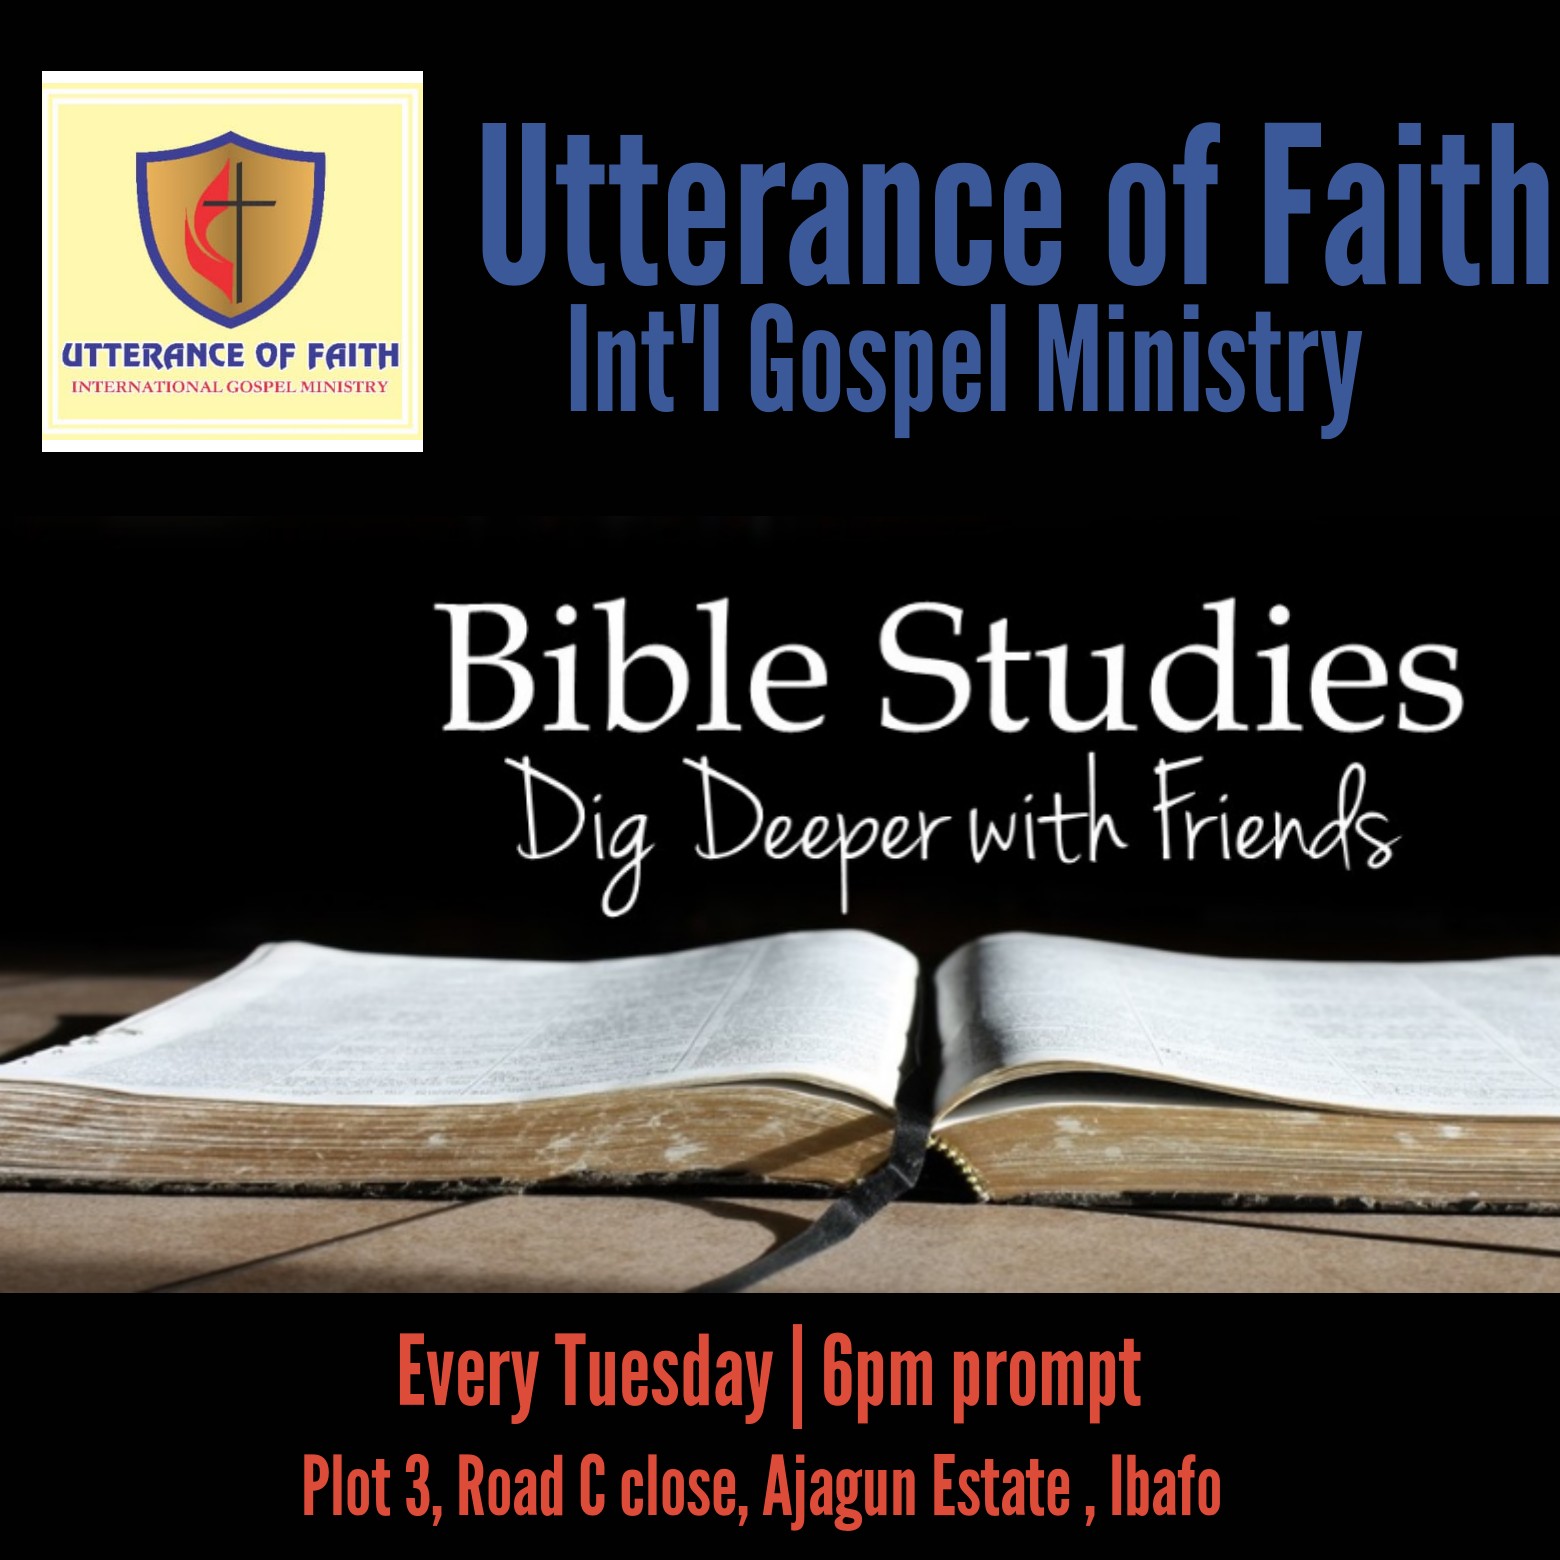 UTTERANCE OF FAITH
INTERNATIONAL GOSPEL MINISTRY
Utterance of Faith
Int'l Gospel Ministry
Bible Studies
Dig Deeper with Friends
Every Tuesday | 6pm prompt
Plot 3, Road C close, Ajagun Estate , Ibafo